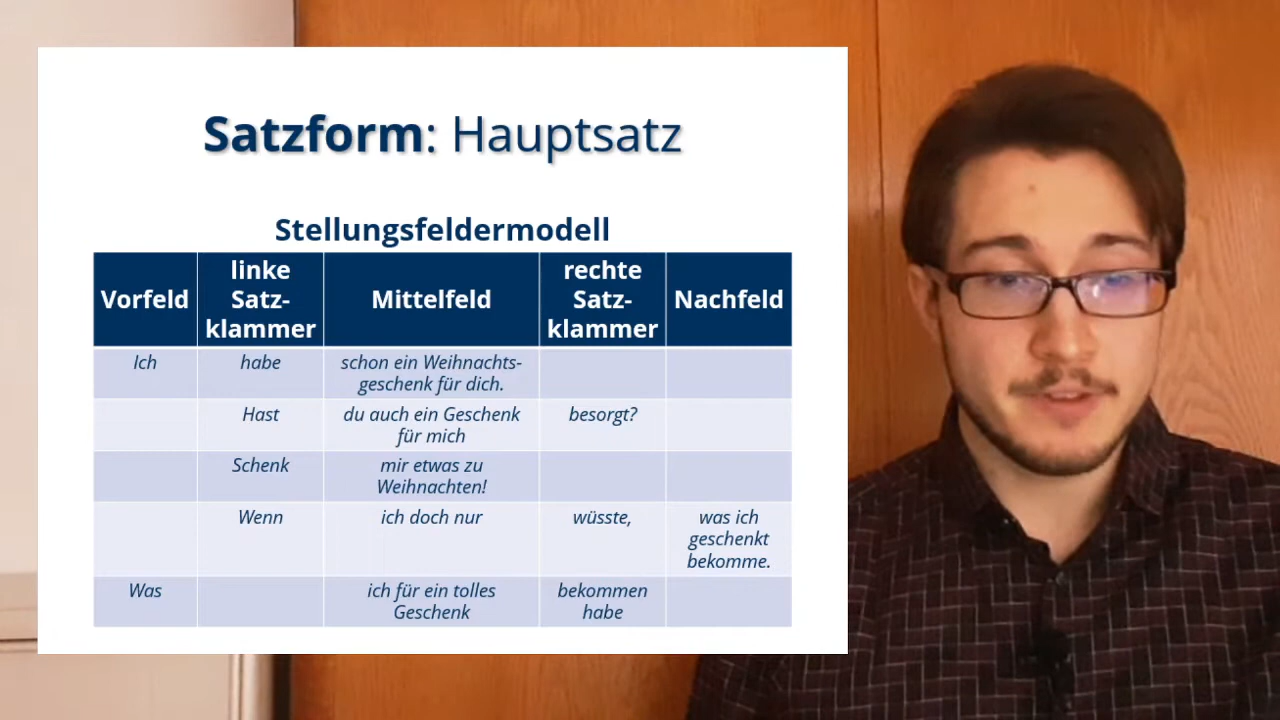 Satzform: Hauptsatz
Stellungsfeldermodell
Vorfeld
linke
Satz-
klammer
Mittelfeld
rechte
Satz-
klammer
Nachfeld
Ich
habe
schon ein Weihnachts-
geschenk für dich.
Hast
du auch ein Geschenk
für mich
besorgt?
Schenk
mir etwas zu
Weihnachten!
Wenn
ich doch nur
wüsste,
was ich
geschenkt
bekomme.
Was
ich für ein tolles
Geschenk
bekommen
habe